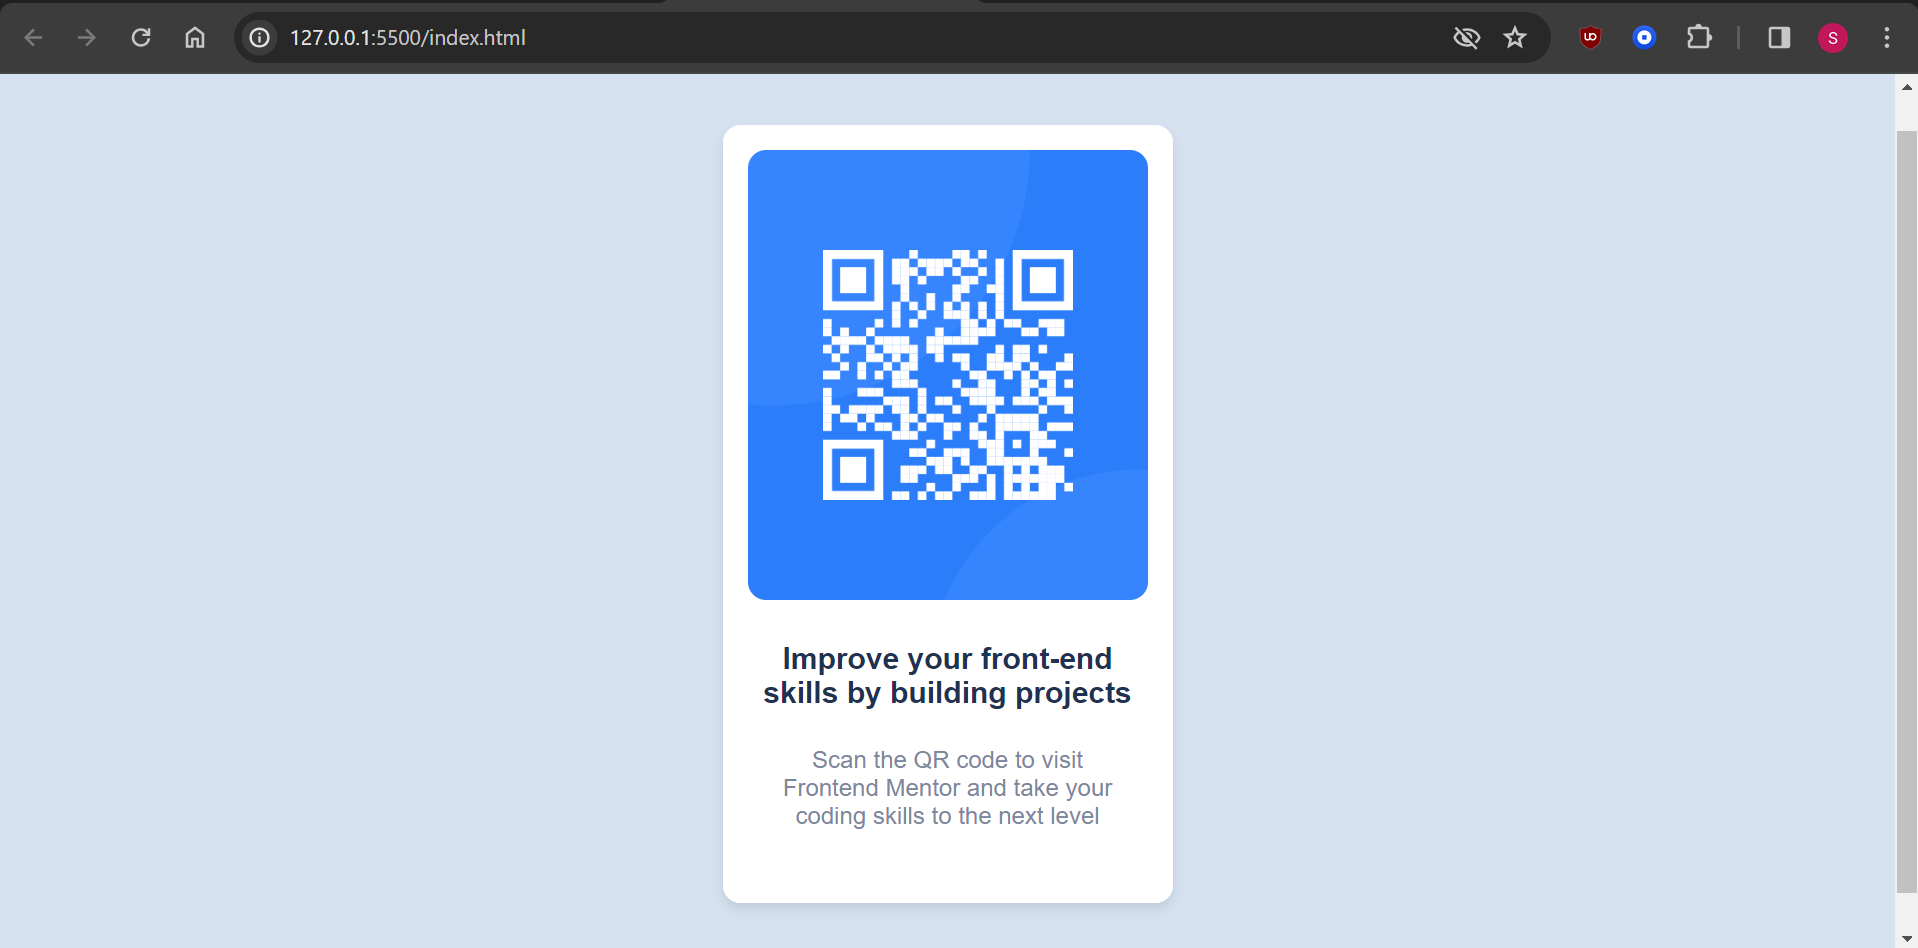 127.0.0.1:5500/index.html
S
Improve your front-end
skills by building projects
Scan the QR code to visit
Frontend Mentor and take your
coding skills to the next level